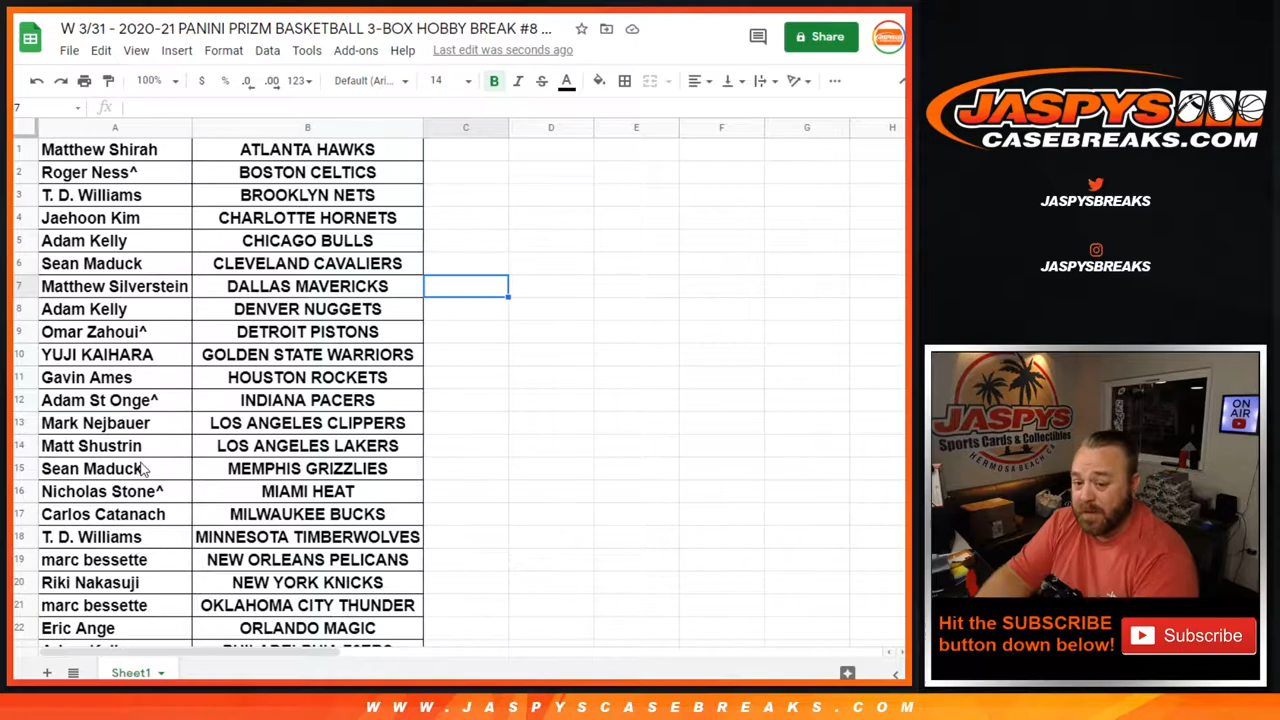 W 3/31 - 2020-21 PANINI PRIZM BASKETBALL 3-BOX HOBBY BREAK #8 ...
File Edit View Insert Format Data Tools Add-ons Help Last edit was seconds ago
Share
100% $ % .0 .00 123 Default (Ari... 14 B I S A
7 fx
A B C D E F G H
1 Matthew Shirah ATLANTA HAWKS
2 Roger Ness^ BOSTON CELTICS
3 T. D. Williams BROOKLYN NETS
4 Jaehoon Kim CHARLOTTE HORNETS
5 Adam Kelly CHICAGO BULLS
6 Sean Maduck CLEVELAND CAVALIERS
7 Matthew Silverstein DALLAS MAVERICKS
8 Adam Kelly DENVER NUGGETS
9 Omar Zahoui^ DETROIT PISTONS
10 YUJI KAIHARA GOLDEN STATE WARRIORS
11 Gavin Ames HOUSTON ROCKETS
12 Adam St Onge^ INDIANA PACERS
13 Mark Nejbauer LOS ANGELES CLIPPERS
14 Matt Shustrin LOS ANGELES LAKERS
15 Sean Maduck MEMPHIS GRIZZLIES
16 Nicholas Stone^ MIAMI HEAT
17 Carlos Catanach MILWAUKEE BUCKS
18 T. D. Williams MINNESOTA TIMBERWOLVES
19 marc bessette NEW ORLEANS PELICANS
20 Riki Nakasuji NEW YORK KNICKS
21 marc bessette OKLAHOMA CITY THUNDER
22 Eric Ange ORLANDO MAGIC
Sheet1
JASPYS
CASEBREAKS.COM
JASPYSBREAKS
JASPYSBREAKS
JASPYS
Sports Cards & Collectibles
HERMOSA BEACH CA
ON
AIR
Hit the SUBSCRIBE
button down below!
Subscribe
WWW.JASPYSCASEBREAKS.COM